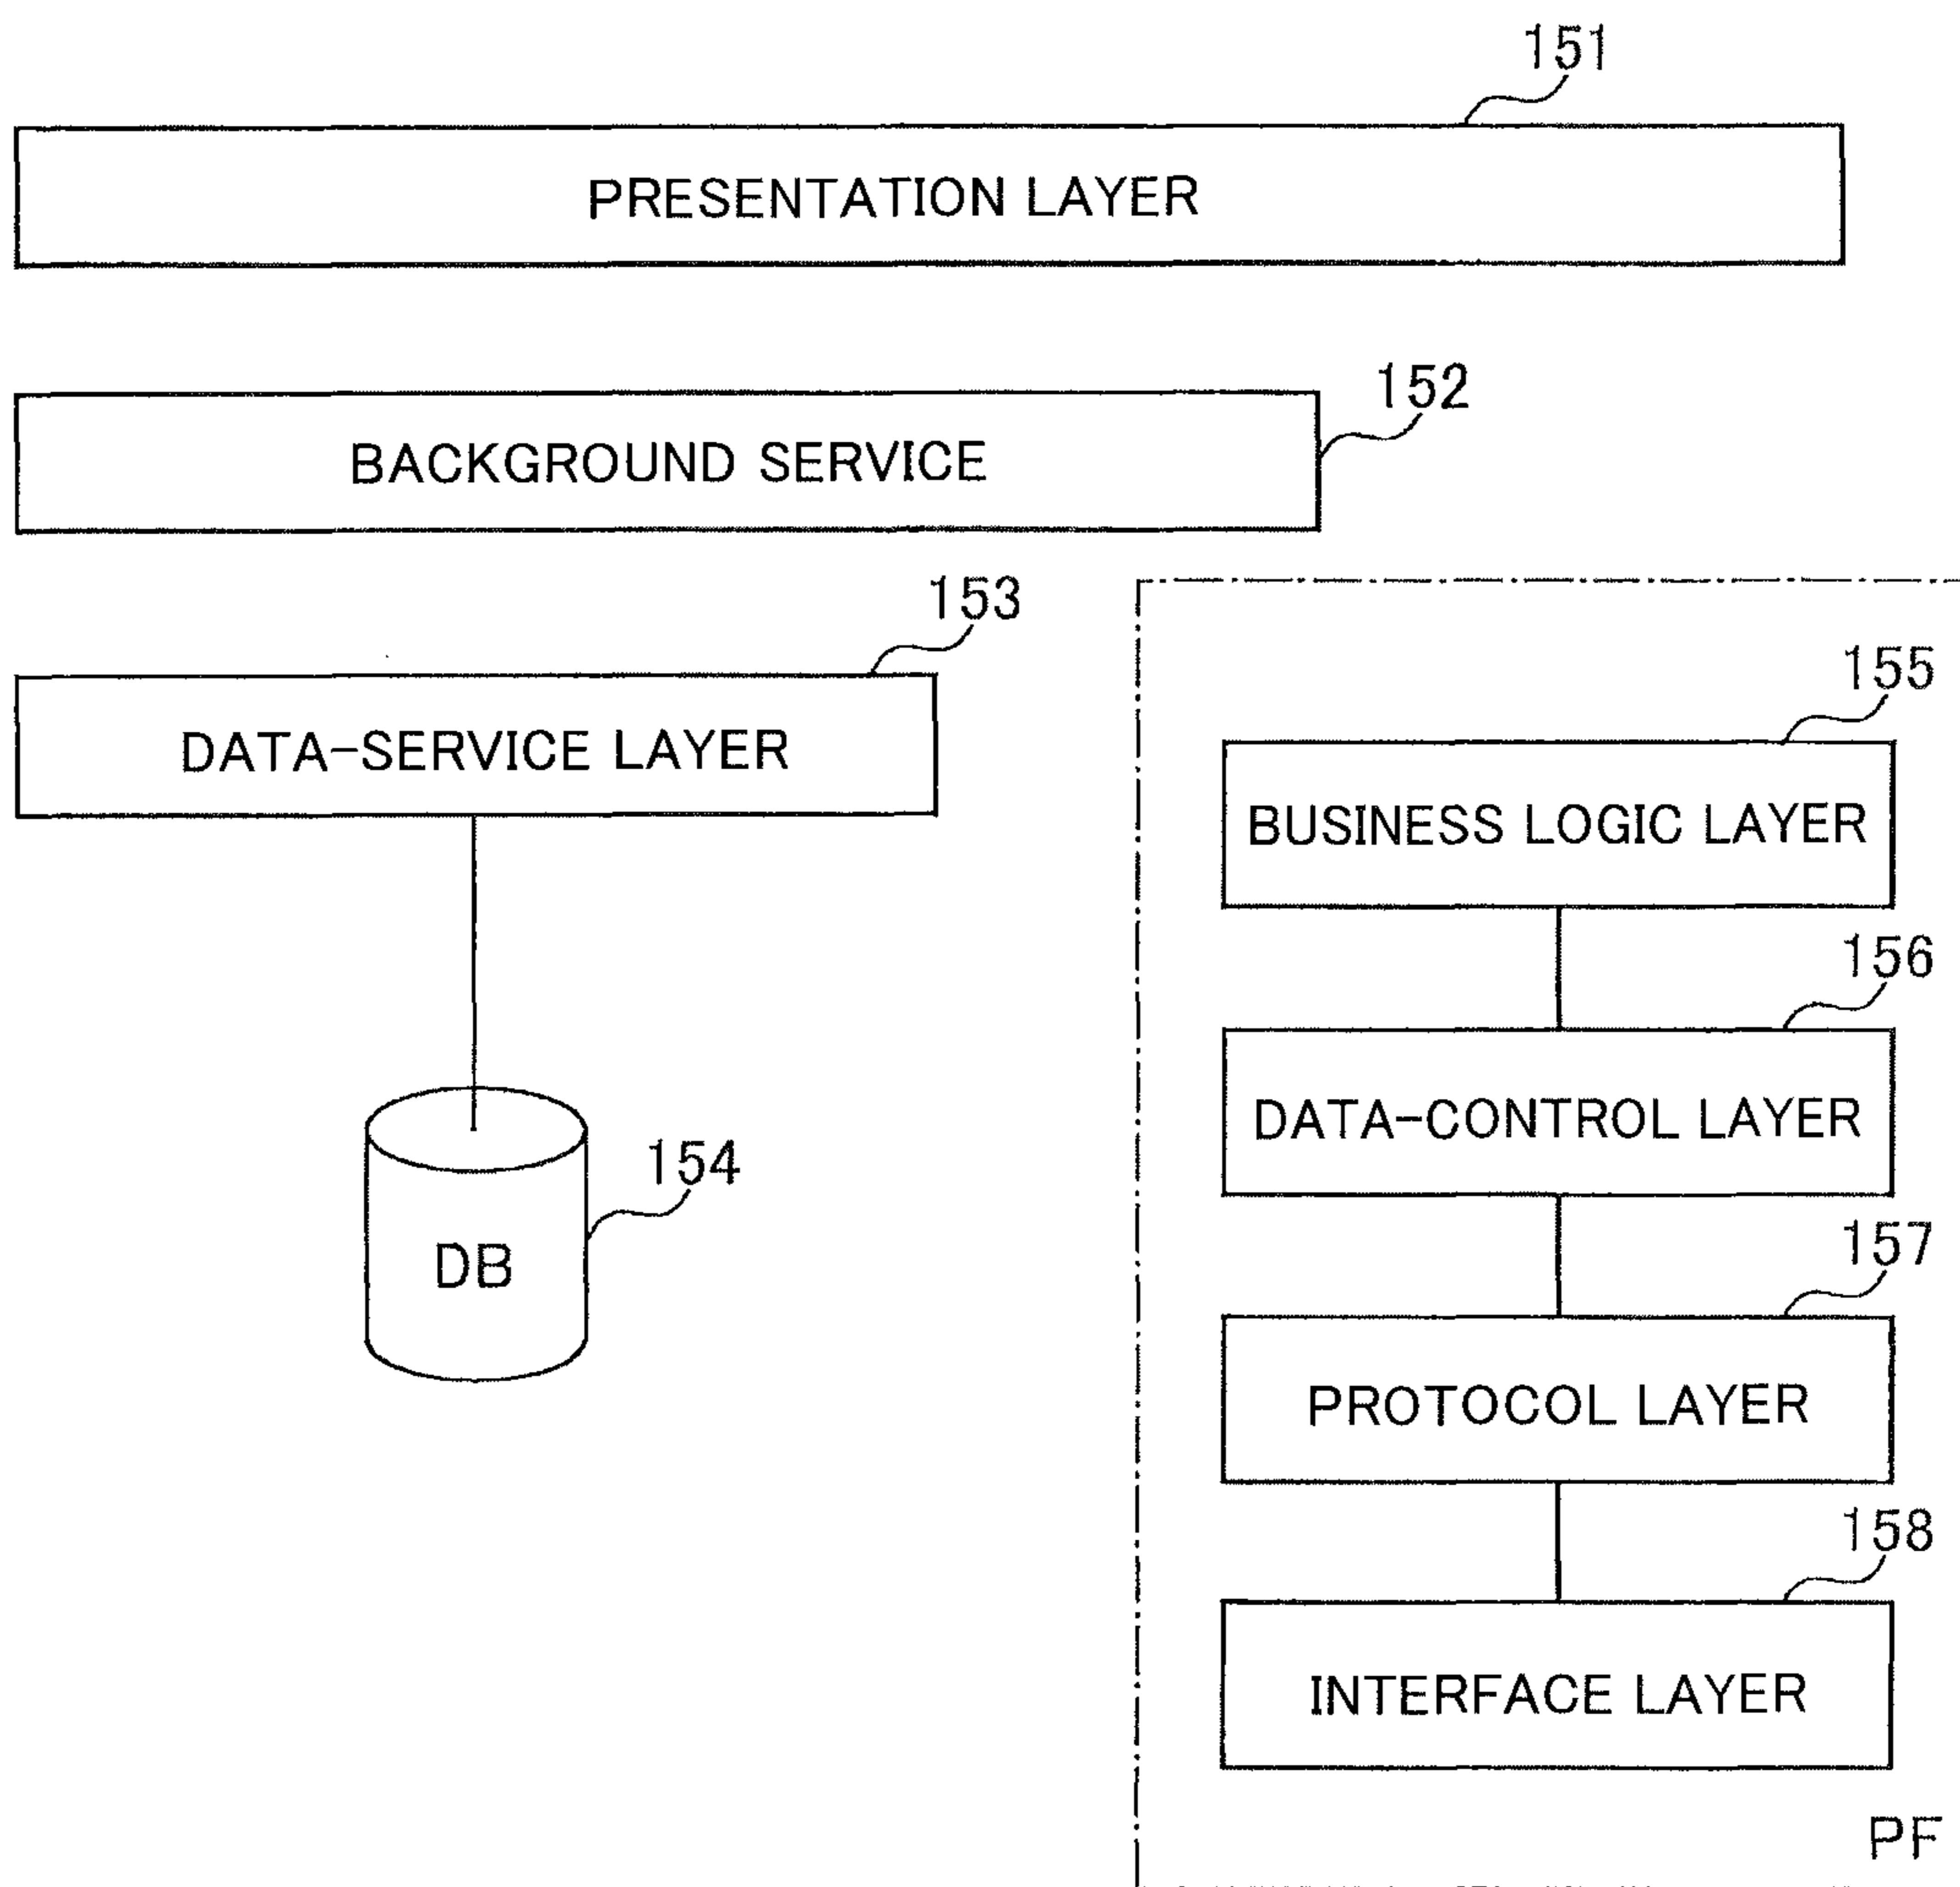 151
PRESENTATION LAYER
152
BACKGROUND SERVICE
153
DATA-SERVICE LAYER
154
DB
155
BUSINESS LOGIC LAYER
156
DATA-CONTROL LAYER
157
PROTOCOL LAYER
158
INTERFACE LAYER
PF